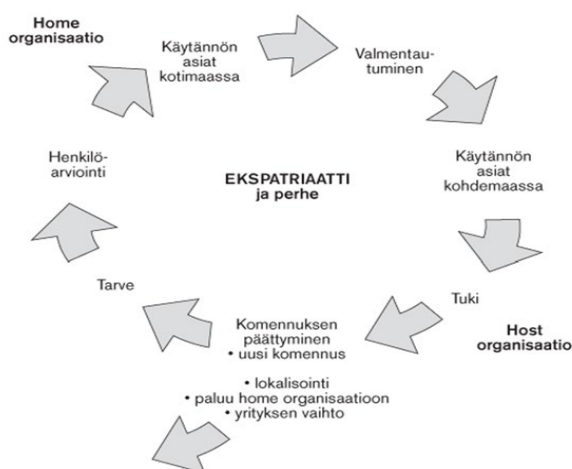 Home
organisaatio
Käytännön
asiat
kotimaassa
Valmentau-
tuminen
Henkilö-
arviointi
EKSPATRIAATTI
ja perhe
Käytännön
asiat
kohdemaassa
Tarve
Tuki
Komennuksen
päättyminen
• uusi komennus
• lokalisointi
• paluu home organisaatioon
• yrityksen vaihto
Host
organisaatio